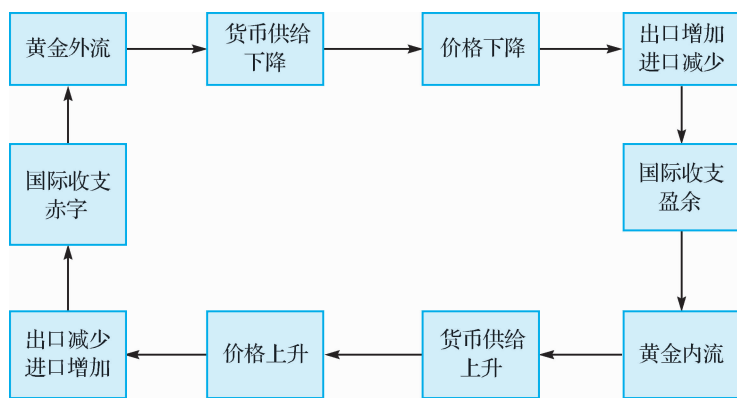 黄金外流
货币供给
下降
价格下降
出口增加
进口减少
国际收支
赤字
国际收支
盈余
出口减少
进口增加
价格上升
货币供给
上升
黄金内流